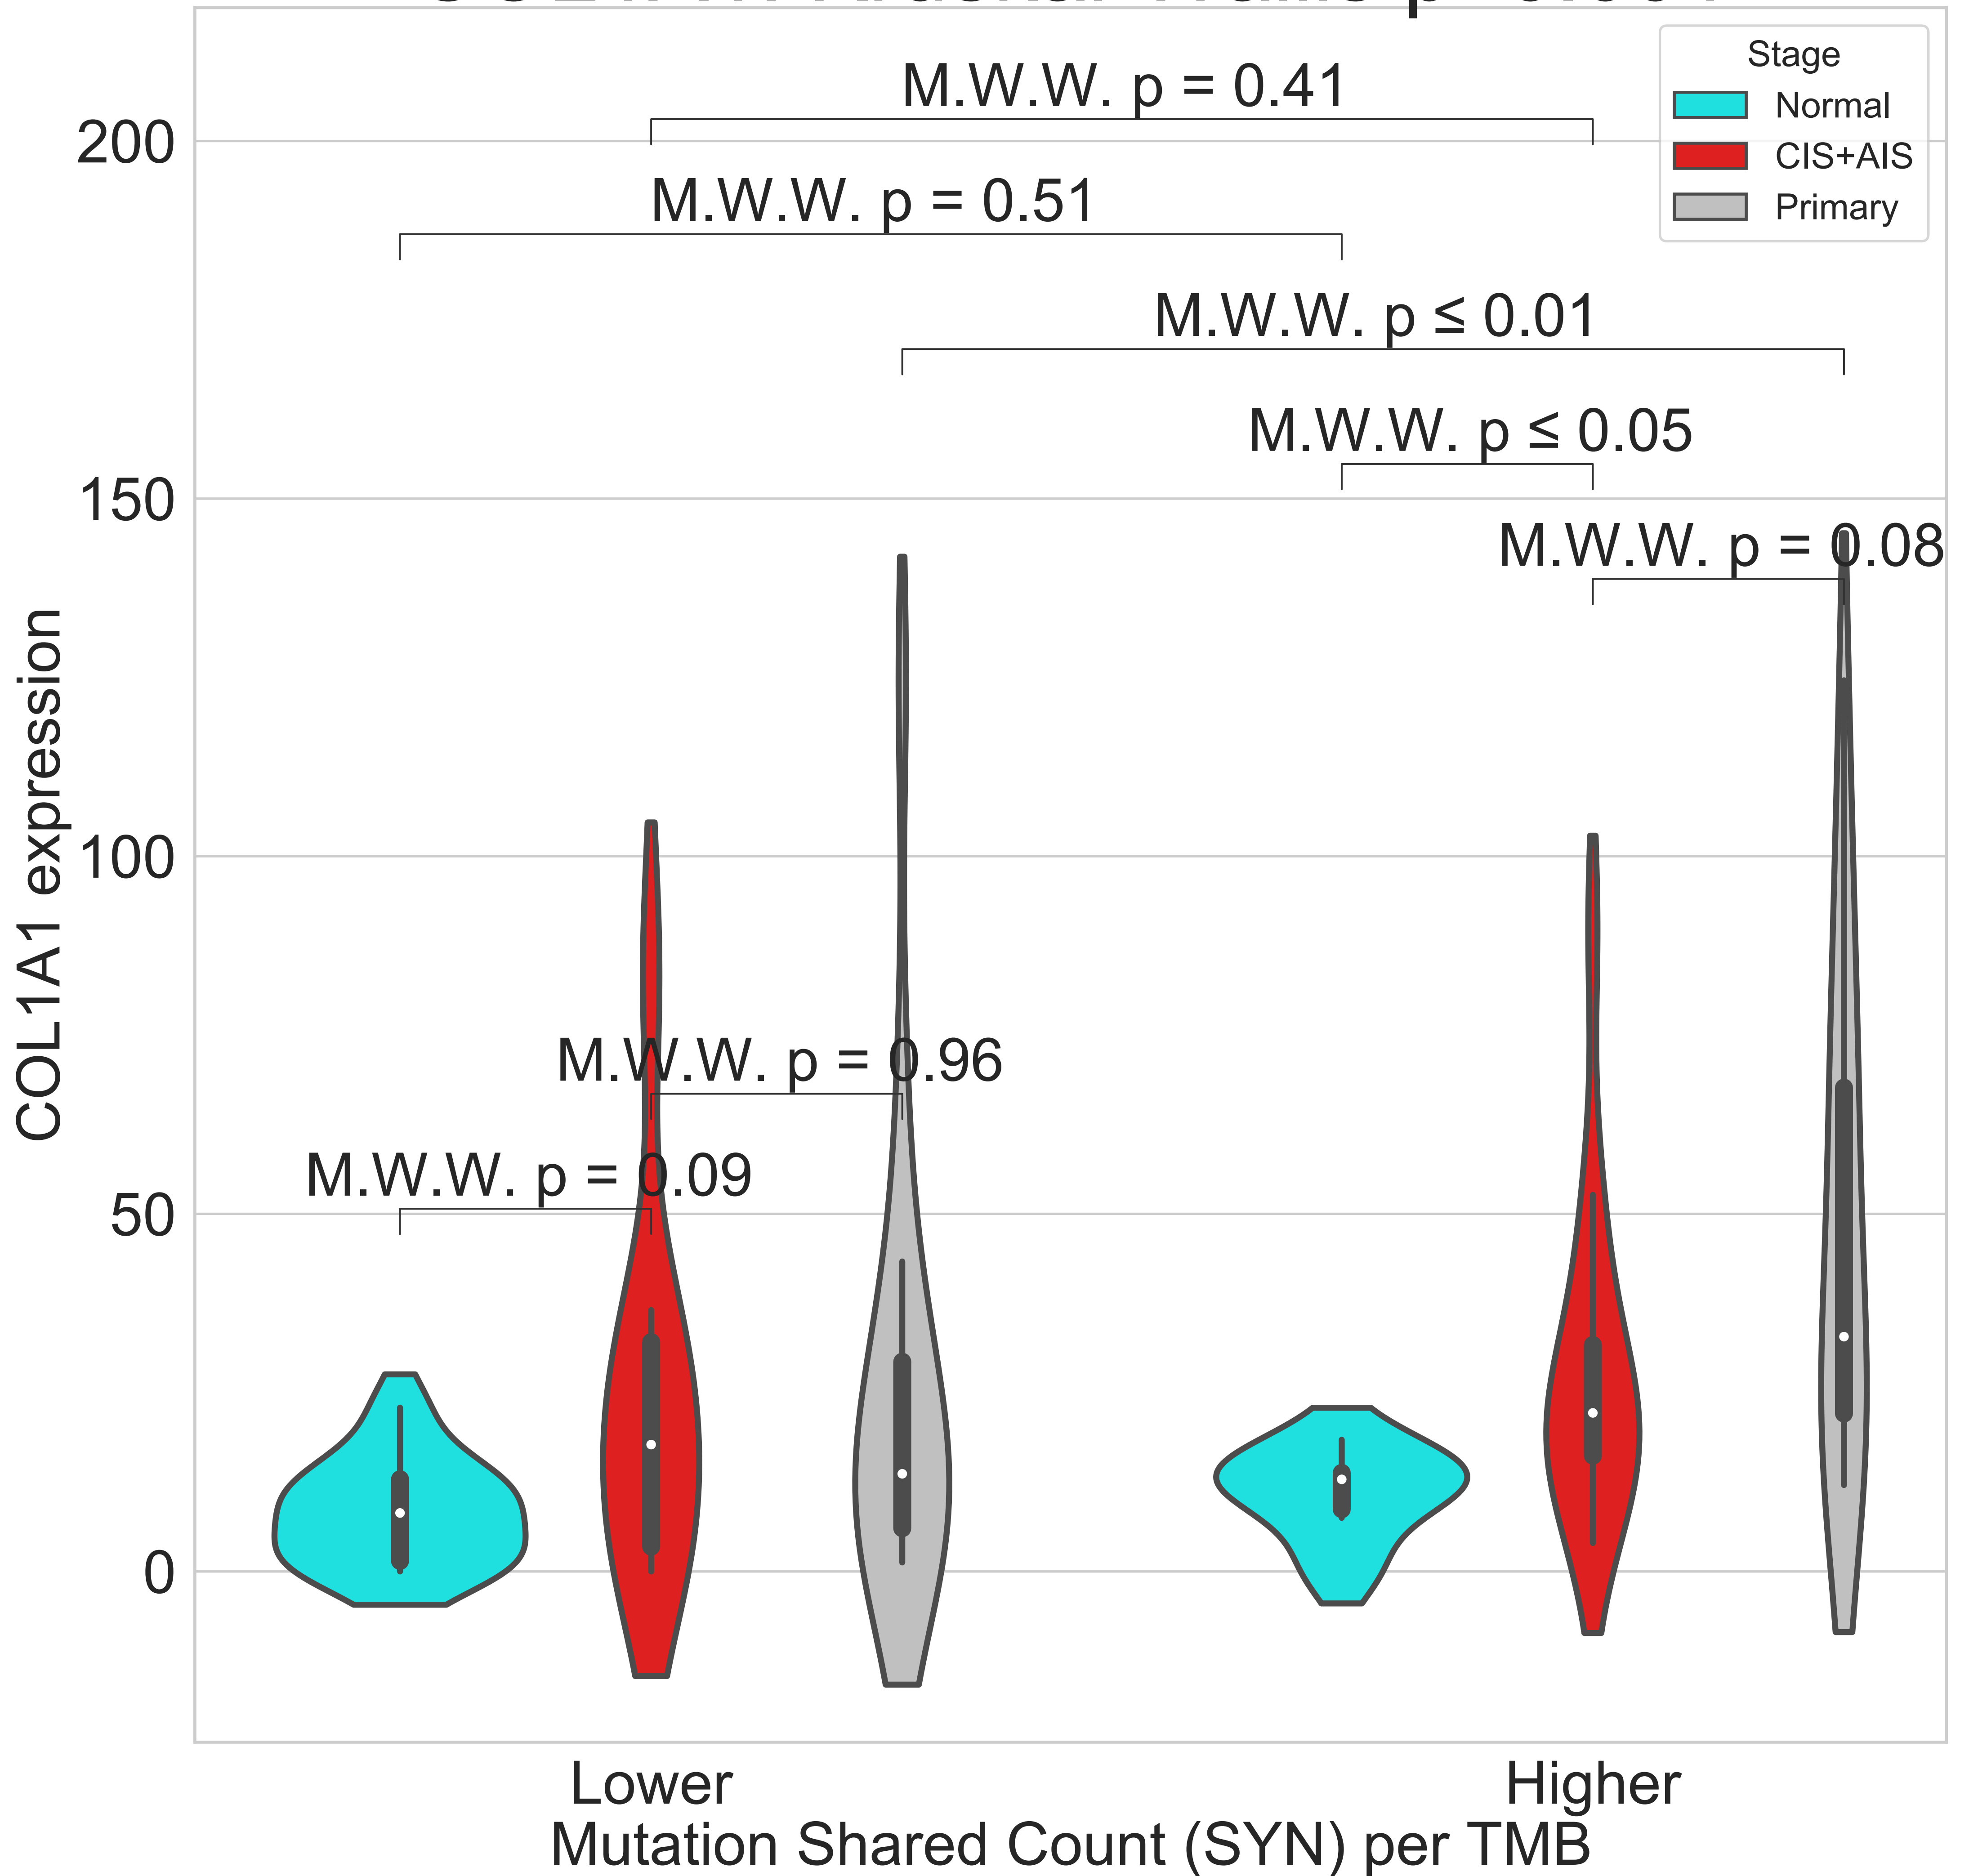 Stage
Normal
CIS+AIS
Primary
M.W.W. p = 0.41
M.W.W. p = 0.51
M.W.W. p ≤ 0.01
M.W.W. p ≤ 0.05
M.W.W. p = 0.08
M.W.W. p = 0.96
M.W.W. p = 0.09
200
150
100
50
0
COL1A1 expression
Lower
Higher
Mutation Shared Count (SYN) per TMB